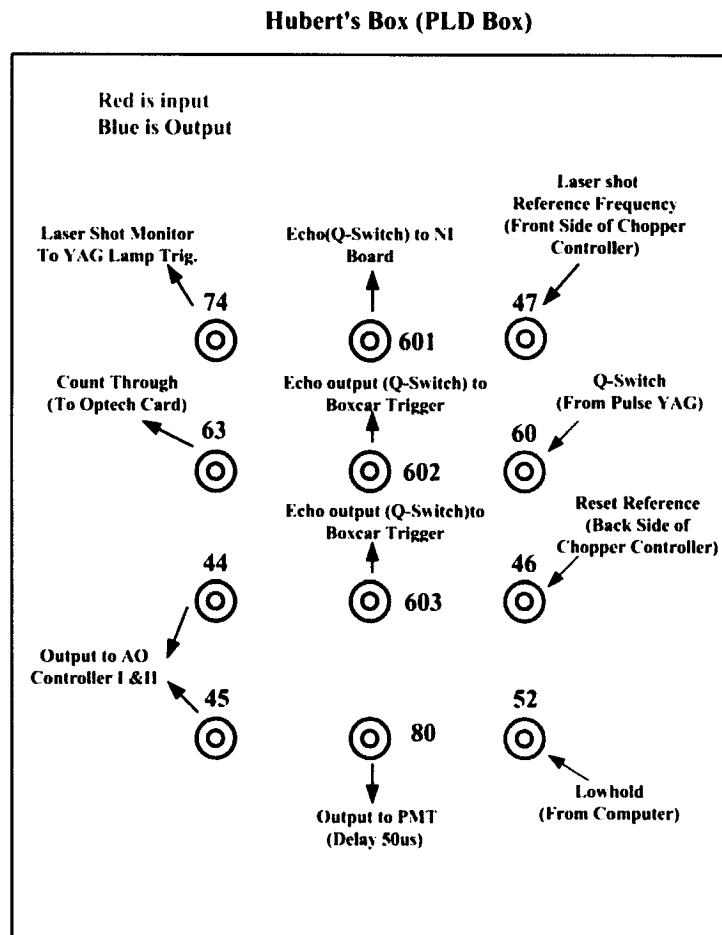 Hubert's Box (PLD Box)
Red is input
Blue is Output
Laser shot
Reference Frequency
(Front Side of Chopper
Controller)
Laser Shot Monitor
To YAG Lamp Trig.
Echo(Q-Switch) to NI
Board
74
601
47
Count Through
(To Optech Card)
Echo output (Q-Switch) to
Boxcar Trigger
Q-Switch
(From Pulse YAG)
63
602
60
Echo output (Q-Switch)to
Boxcar Trigger
Reset Reference
(Back Side of
Chopper Controller)
44
603
46
Output to AO
Controller I &II
45
80
52
Output to PMT
(Delay 50us)
Lowhold
(From Computer)